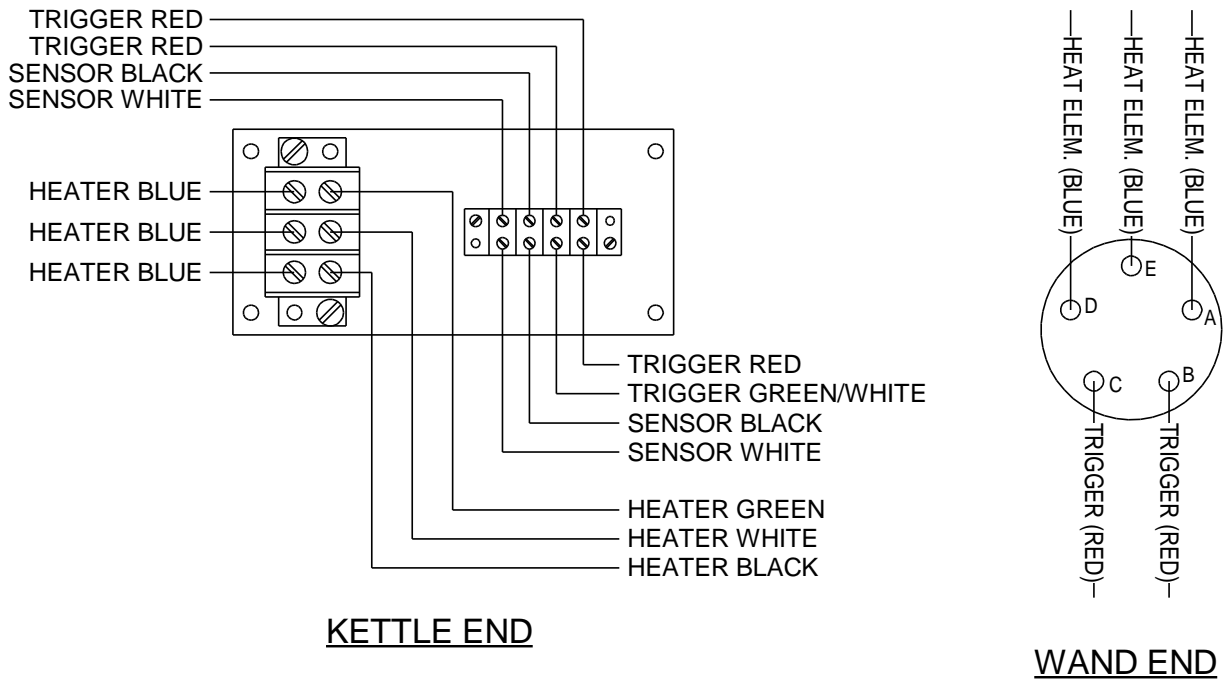 TRIGGER RED
TRIGGER RED
SENSOR BLACK
SENSOR WHITE
HEATER BLUE
HEATER BLUE
HEATER BLUE
TRIGGER RED
TRIGGER GREEN/WHITE
SENSOR BLACK
SENSOR WHITE
HEATER GREEN
HEATER WHITE
HEATER BLACK
KETTLE END
HEAT ELEM. (BLUE)
HEAT ELEM. (BLUE)
HEAT ELEM. (BLUE)
E
D
A
C
B
TRIGGER (RED)
TRIGGER (RED)
WAND END